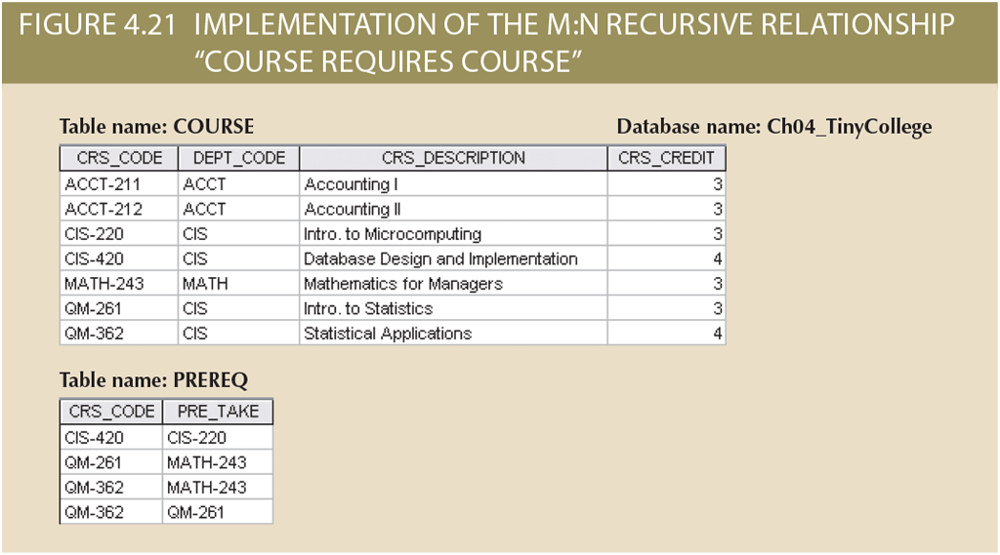 FIGURE 4.21 IMPLEMENTATION OF THE M:N RECURSIVE RELATIONSHIP
“COURSE REQUIRES COURSE”
Table name: COURSE Database name: Ch04_TinyCollege
CRS_CODE DEPT_CODE CRS_DESCRIPTION CRS_CREDIT
ACCT-211 ACCT Accounting I 3
ACCT-212 ACCT Accounting II 3
CIS-220 CIS Intro. to Microcomputing 3
CIS-420 CIS Database Design and Implementation 4
MATH-243 MATH Mathematics for Managers 3
QM-261 CIS Intro. to Statistics 3
QM-362 CIS Statistical Applications 4
Table name: PREREQ
CRS_CODE PRE_TAKE
CIS-420 CIS-220
QM-261 MATH-243
QM-362 MATH-243
QM-362 QM-261